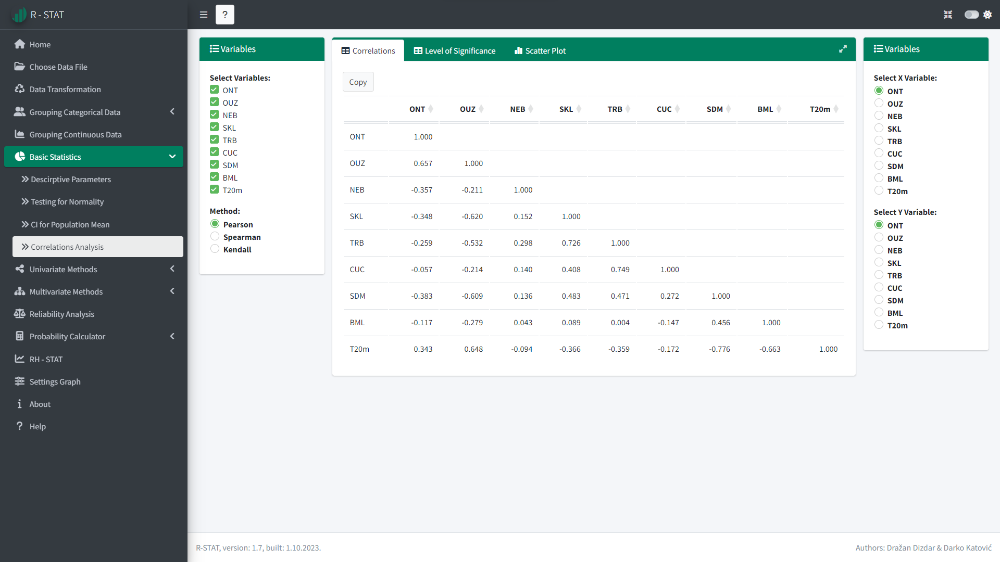 R - STAT
?
Home
Choose Data File
Data Transformation
Grouping Categorical Data
Grouping Continuous Data
Basic Statistics
Descirptive Parameters
Testing for Normality
CI for Population Mean
Correlations Analysis
Univariate Methods
Multivariate Methods
Reliability Analysis
Probability Calculator
RH - STAT
Settings Graph
About
Help
Variables
Select Variables:
ONT
OUZ
NEB
SKL
TRB
CUC
SDM
BML
T20m
Method:
Pearson
Spearman
Kendall
Correlations Level of Significance Scatter Plot
Copy
ONT OUZ NEB SKL TRB CUC SDM BML T20m
ONT 1.000
OUZ 0.657 1.000
NEB -0.357 -0.211 1.000
SKL -0.348 -0.620 0.152 1.000
TRB -0.259 -0.532 0.298 0.726 1.000
CUC -0.057 -0.214 0.140 0.408 0.749 1.000
SDM -0.383 -0.609 0.136 0.483 0.471 0.272 1.000
BML -0.117 -0.279 0.043 0.089 0.004 -0.147 0.456 1.000
T20m 0.343 0.648 -0.094 -0.366 -0.359 -0.172 -0.776 -0.663 1.000
Variables
Select X Variable:
ONT
OUZ
NEB
SKL
TRB
CUC
SDM
BML
T20m
Select Y Variable:
ONT
OUZ
NEB
SKL
TRB
CUC
SDM
BML
T20m
R-STAT, version: 1.7, built: 1.10.2023.
Authors: Dražan Dizdar & Darko Katović